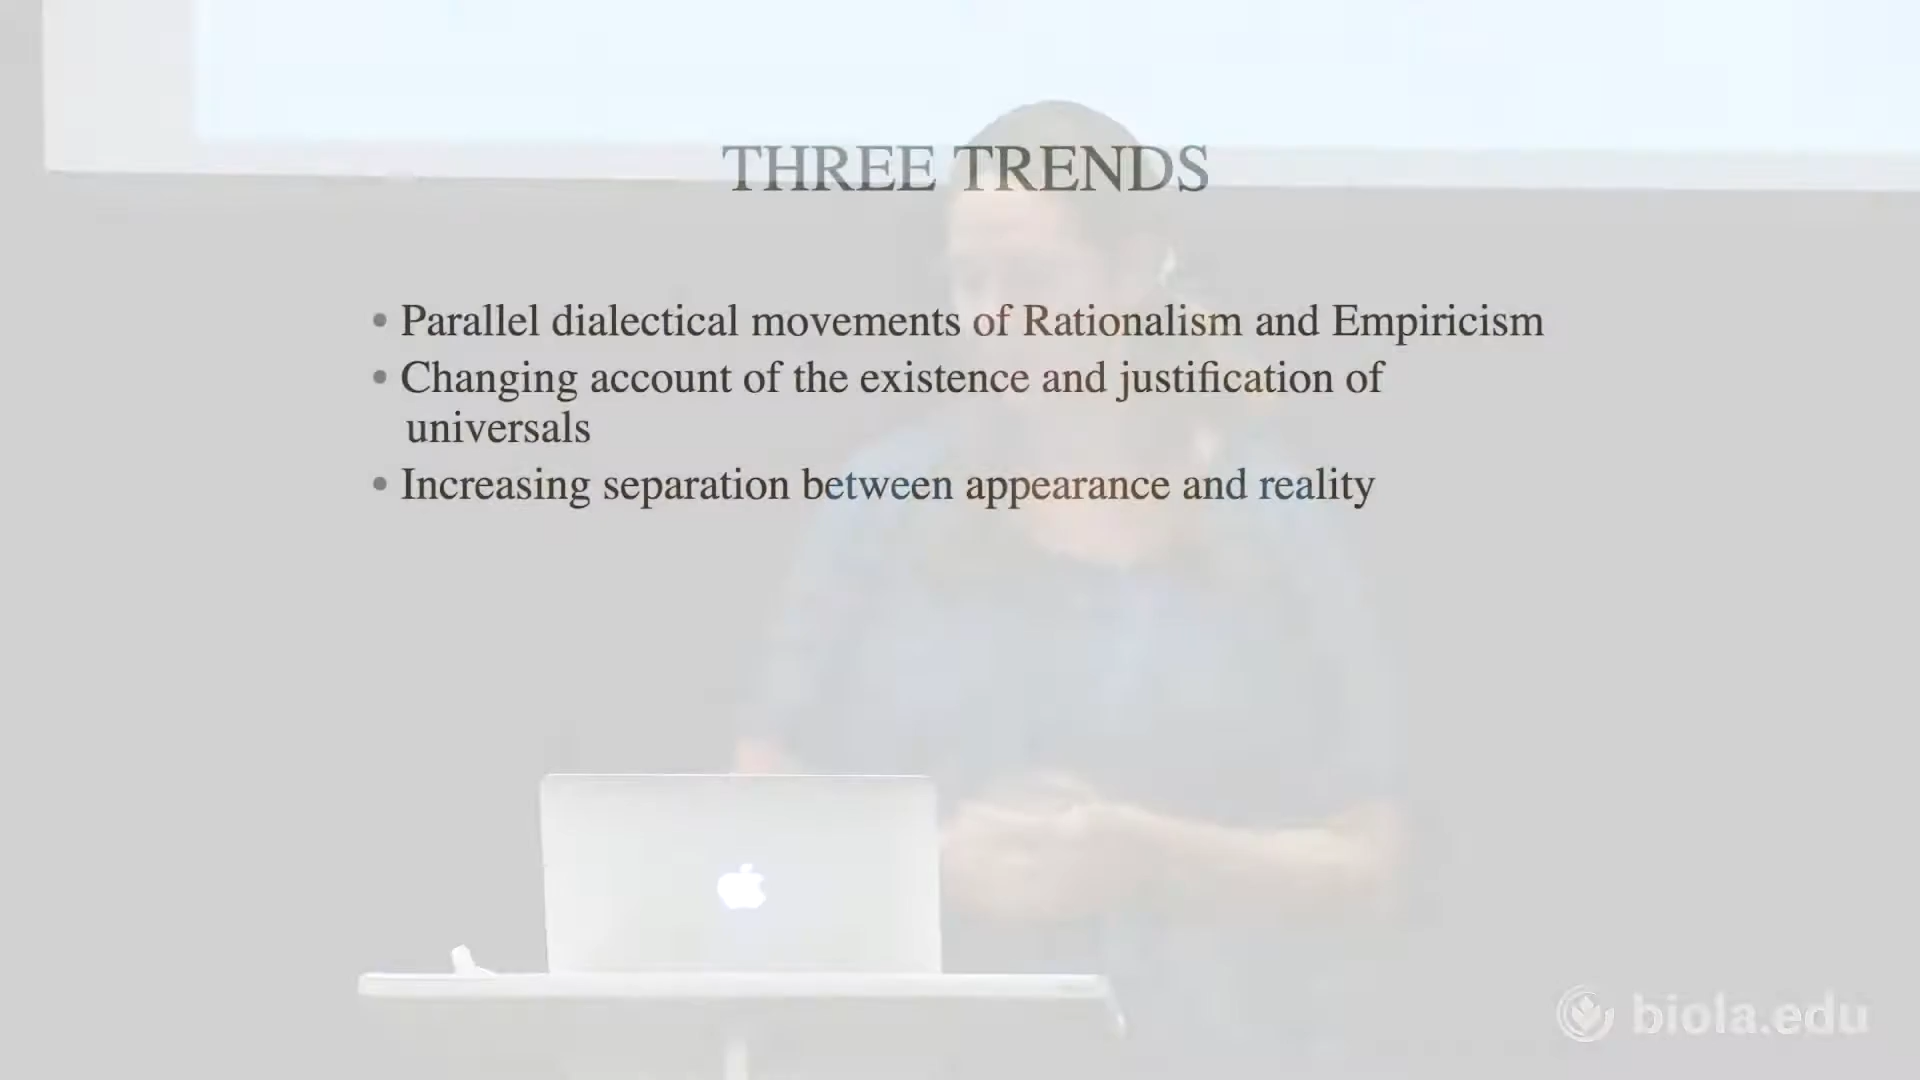 THREE TRENDS
• Parallel dialectical movements of Rationalism and Empiricism
• Changing account of the existence and justification of
universals
• Increasing separation between appearance and reality
biola.edu